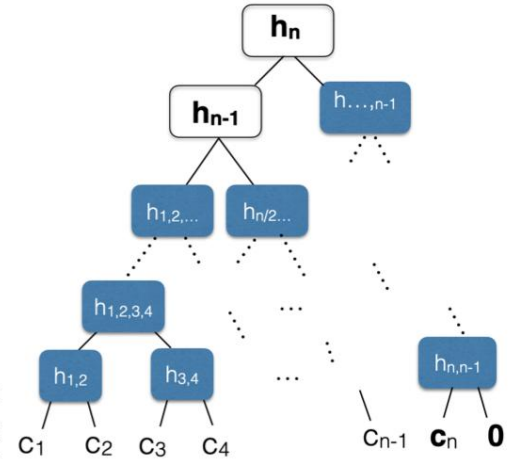 hn
hn-1
h...,n-1
h1,2,...
hn/2...
h1,2,3,4
...
h1,2
h3,4
hn,n-1
...
C1 C2 C3 C4 Cn-1 cn 0